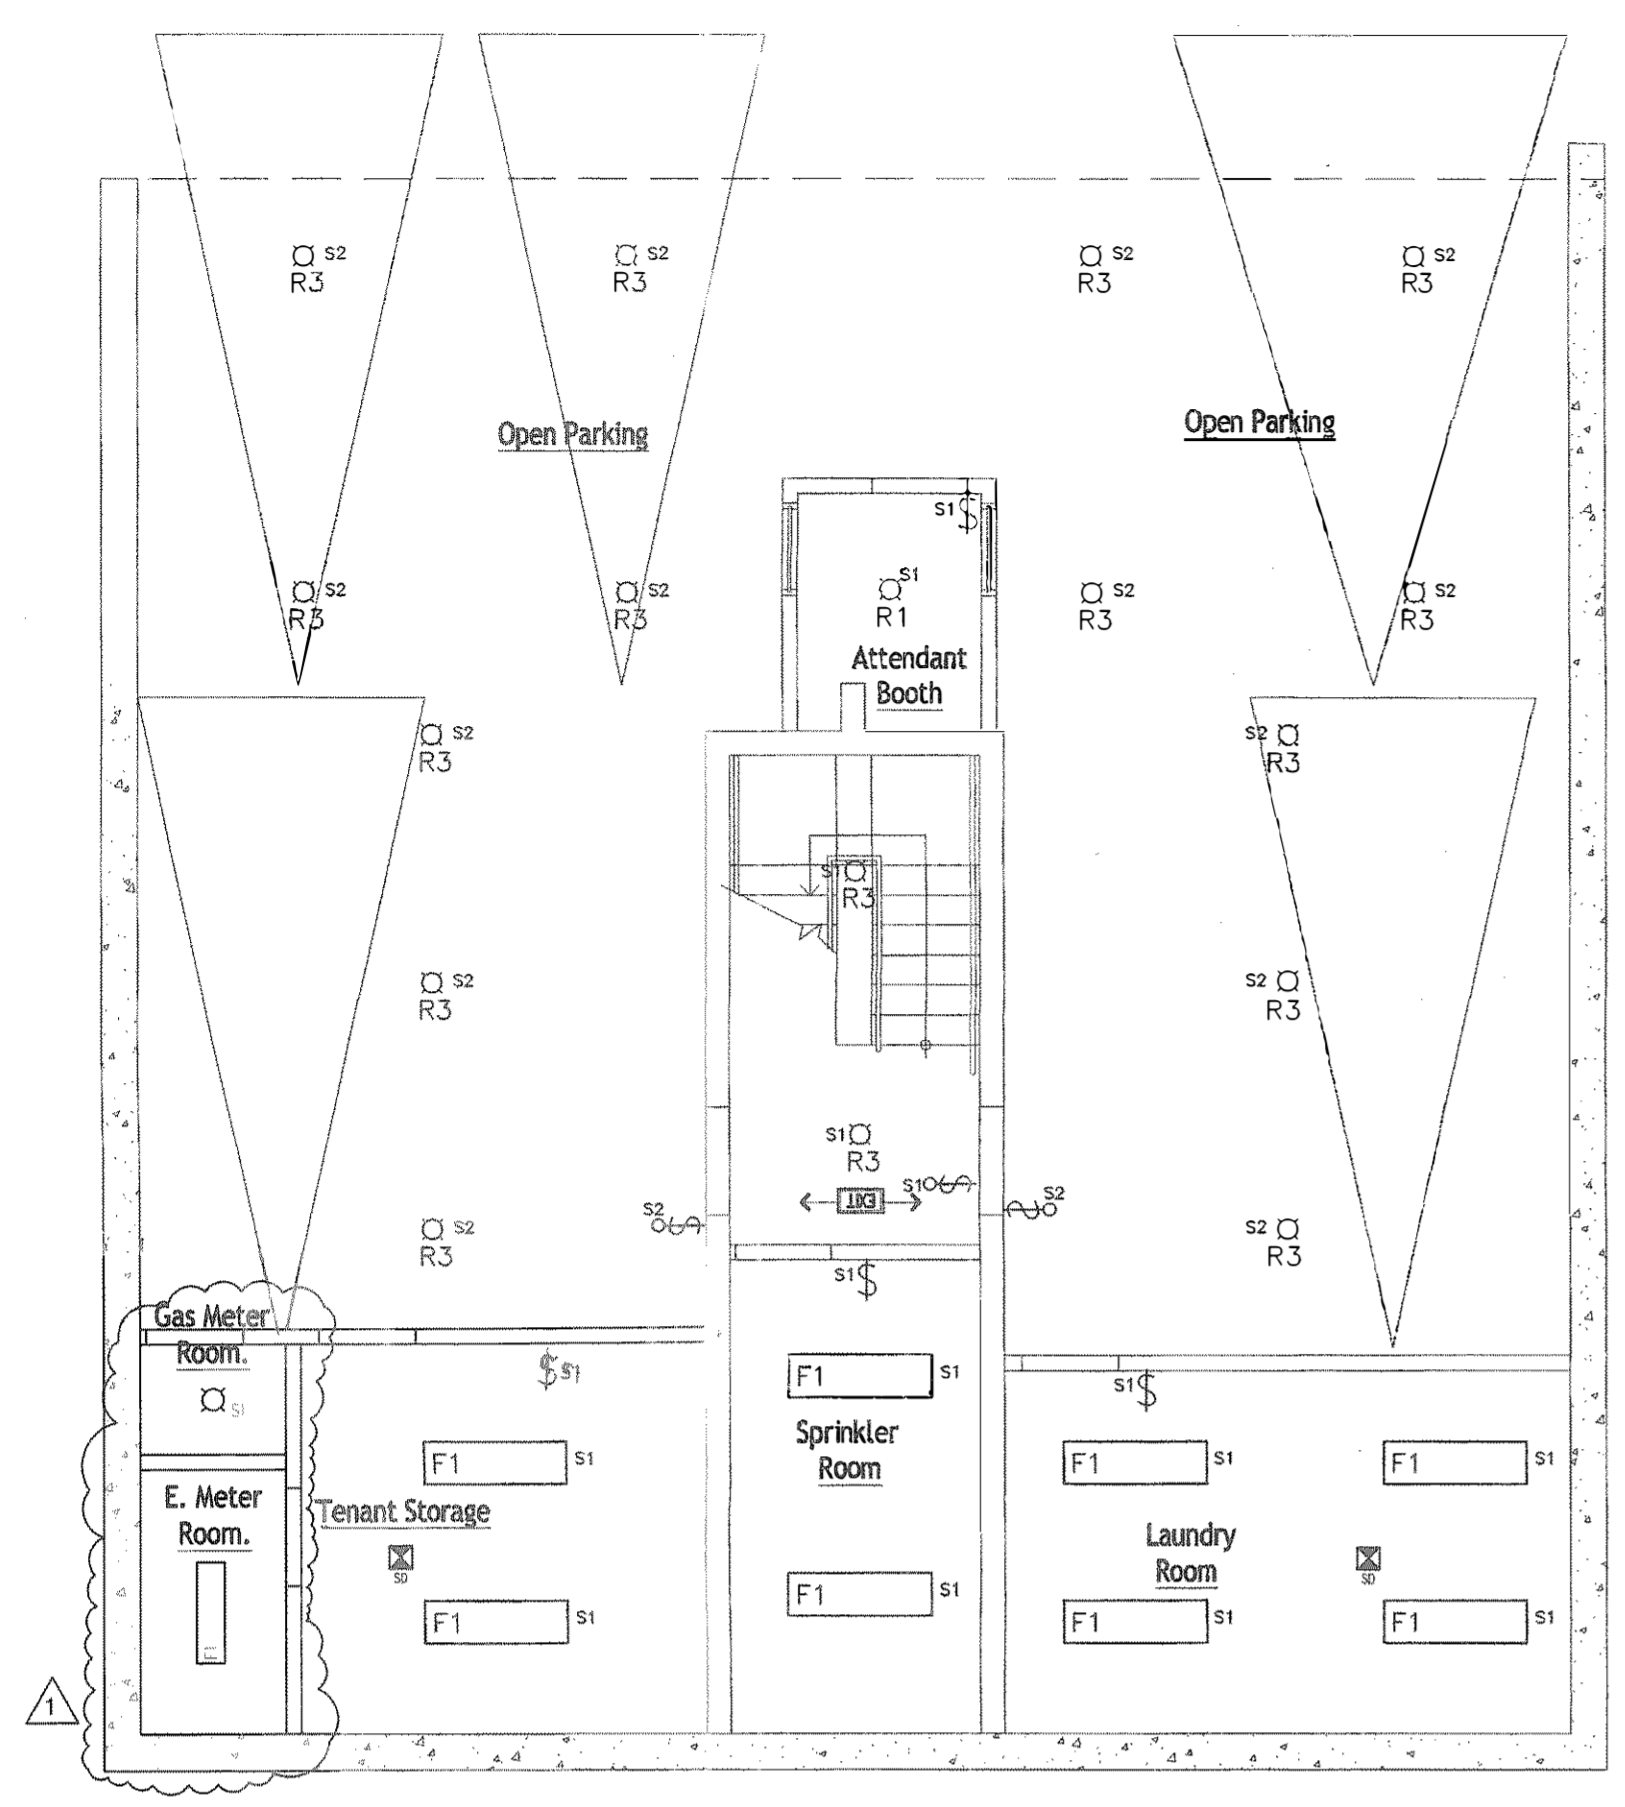 S2 S2 S2 S2
R3 R3 R3 R3
Open Parking
Open Parking
S1
S2 S2 S1 S2 S2
R3 R3 R1 R3 R3
Attendant
Booth
S2 S2
R3 R3
S1
R3
S2 S2
R3 R3
S1
R3
S1
EXIT
S2 S2
S2 S2
R3 R3
S1
Gas Meter
Room.
S1
S1
F1 S1
S1
Sprinkler
Room
F1 S1
F1 S1
F1 S1
E. Meter
Room.
F1
Tenant Storage
SD
F1 S1
F1 S1
Laundry
Room
SD
F1 S1
F1 S1
1